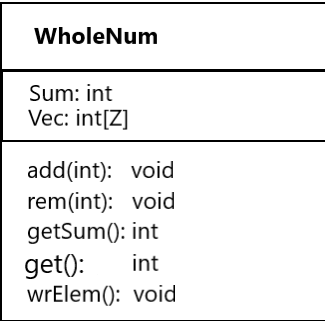 WholeNum
Sum: int
Vec: int[Z]
add(int): void
rem(int): void
getSum(): int
get(): int
wrElem(): void